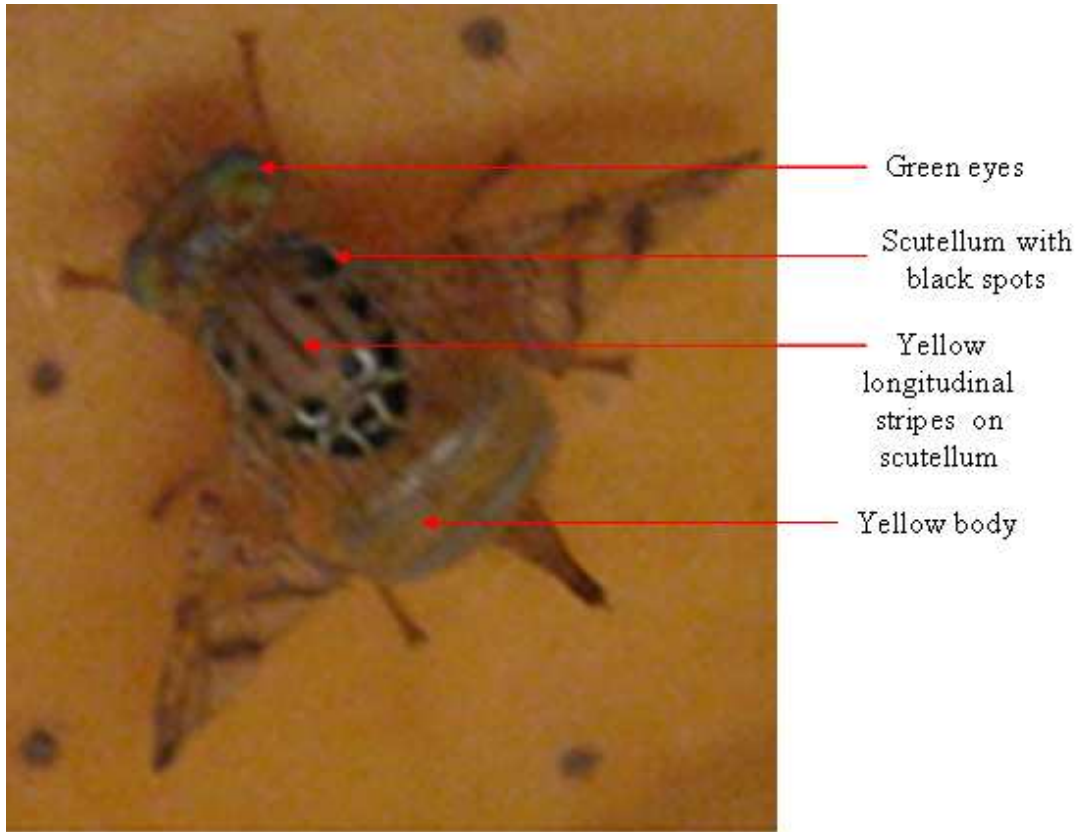 Green eyes
Scutellum with
black spots
Yellow
longitudinal
stripes on
scutellum
Yellow body